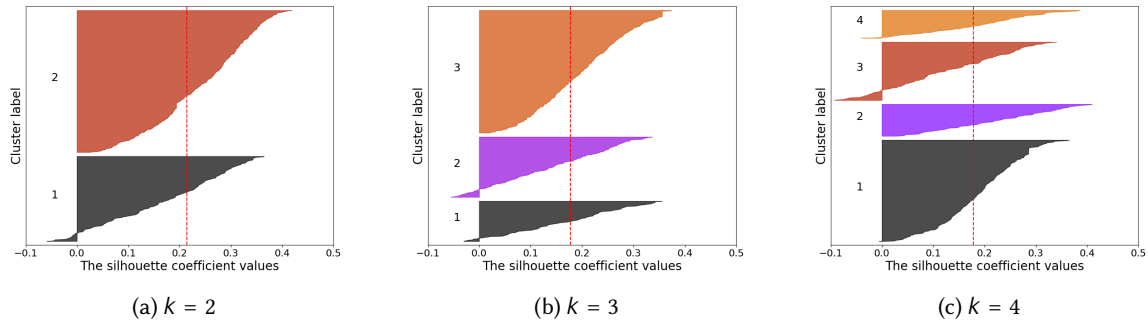 2
1
Cluster label
−0.1 0.0 0.1 0.2 0.3 0.4 0.5
The silhouette coefficient values
(a) k = 2
3
2
1
Cluster label
−0.1 0.0 0.1 0.2 0.3 0.4 0.5
The silhouette coefficient values
(b) k = 3
4
3
2
1
Cluster label
−0.1 0.0 0.1 0.2 0.3 0.4 0.5
The silhouette coefficient values
(c) k = 4